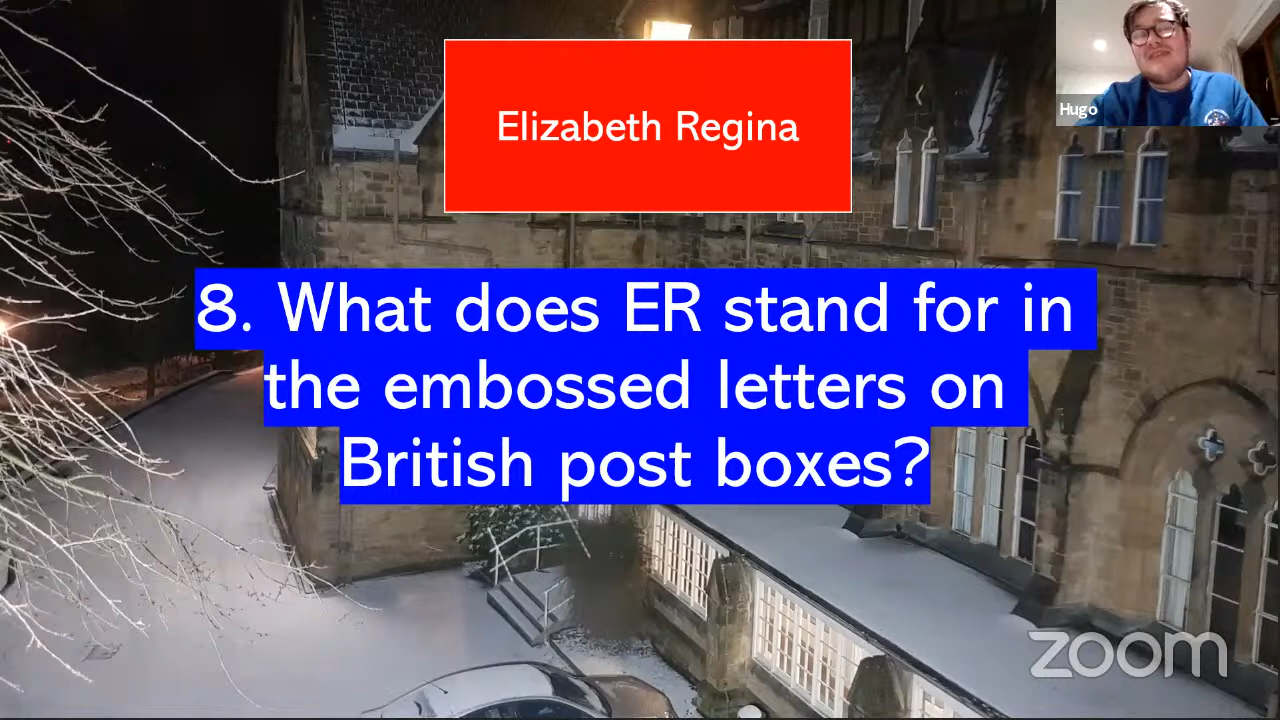 Hugo
Elizabeth Regina
8. What does ER stand for in
the embossed letters on
British post boxes?
zoom